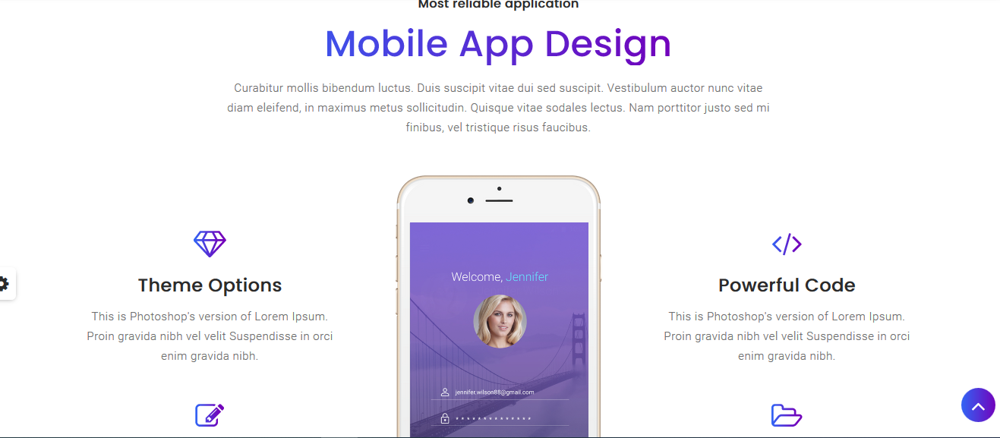 Most reliable application
Mobile App Design
Curabitur mollis bibendum luctus. Duis suscipit vitae dui sed suscipit. Vestibulum auctor nunc vitae
diam eleifend, in maximus metus sollicitudin. Quisque vitae sodales lectus. Nam porttitor justo sed mi
finibus, vel tristique risus faucibus.
Theme Options
This is Photoshop's version of Lorem Ipsum.
Proin gravida nibh vel velit Suspendisse in orci
enim gravida nibh.
Welcome, Jennifer
jennifer.wilson88@gmail.com
* * * * * * * * * * * * * *
Powerful Code
This is Photoshop's version of Lorem Ipsum.
Proin gravida nibh vel velit Suspendisse in orci
enim gravida nibh.